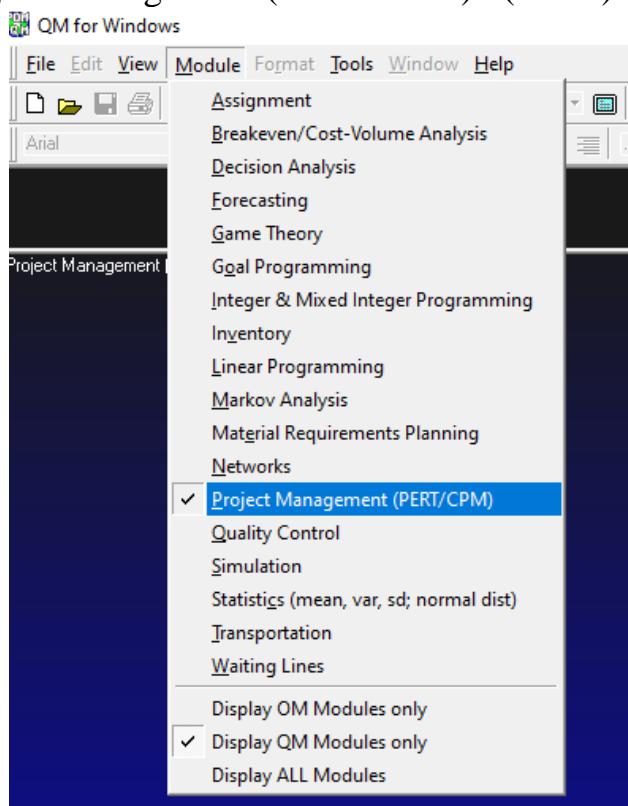 QM for Windows
File Edit View Module Format Tools Window Help
Arial
Project Management
Assignment
Breakeven/Cost-Volume Analysis
Decision Analysis
Forecasting
Game Theory
Goal Programming
Integer & Mixed Integer Programming
Inventory
Linear Programming
Markov Analysis
Material Requirements Planning
Networks
Project Management (PERT/CPM)
Quality Control
Simulation
Statistics (mean, var, sd; normal dist)
Transportation
Waiting Lines
Display OM Modules only
Display QM Modules only
Display ALL Modules